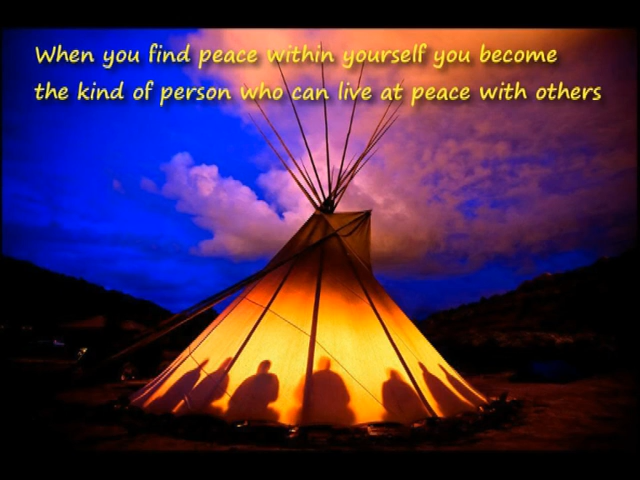 When you find peace within yourself you become
the kind of person who can live at peace with others